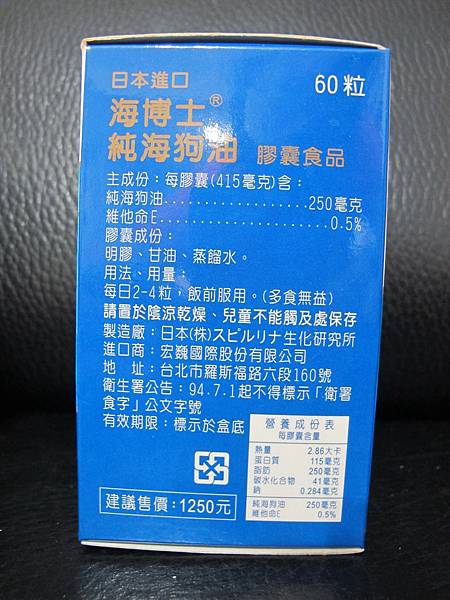 日本進口
60粒
海博士®
純海狗油 膠囊食品
主成份：每膠囊(415毫克)含：
純海狗油..................250毫克
維他命E......................0.5%
膠囊成份：
明膠、甘油、蒸餾水。
用法、用量：
每日2-4粒，飯前服用。(多食無益)
請置於陰涼乾燥、兒童不能觸及處保存
製造廠：日本(株)スピルリナ生化研究所
進口商：宏巍國際股份有限公司
地　址：台北市羅斯福路六段160號
衛生署公告：94.7.1起不得標示「衛署
食字」公文字號
有效期限：標示於盒底
建議售價：1250元
營養成份表
每膠囊含量
熱量 2.86大卡
蛋白質 115毫克
脂肪 250毫克
碳水化合物 41毫克
鈉 0.284毫克
純海狗油 250毫克
維他命E 0.5%